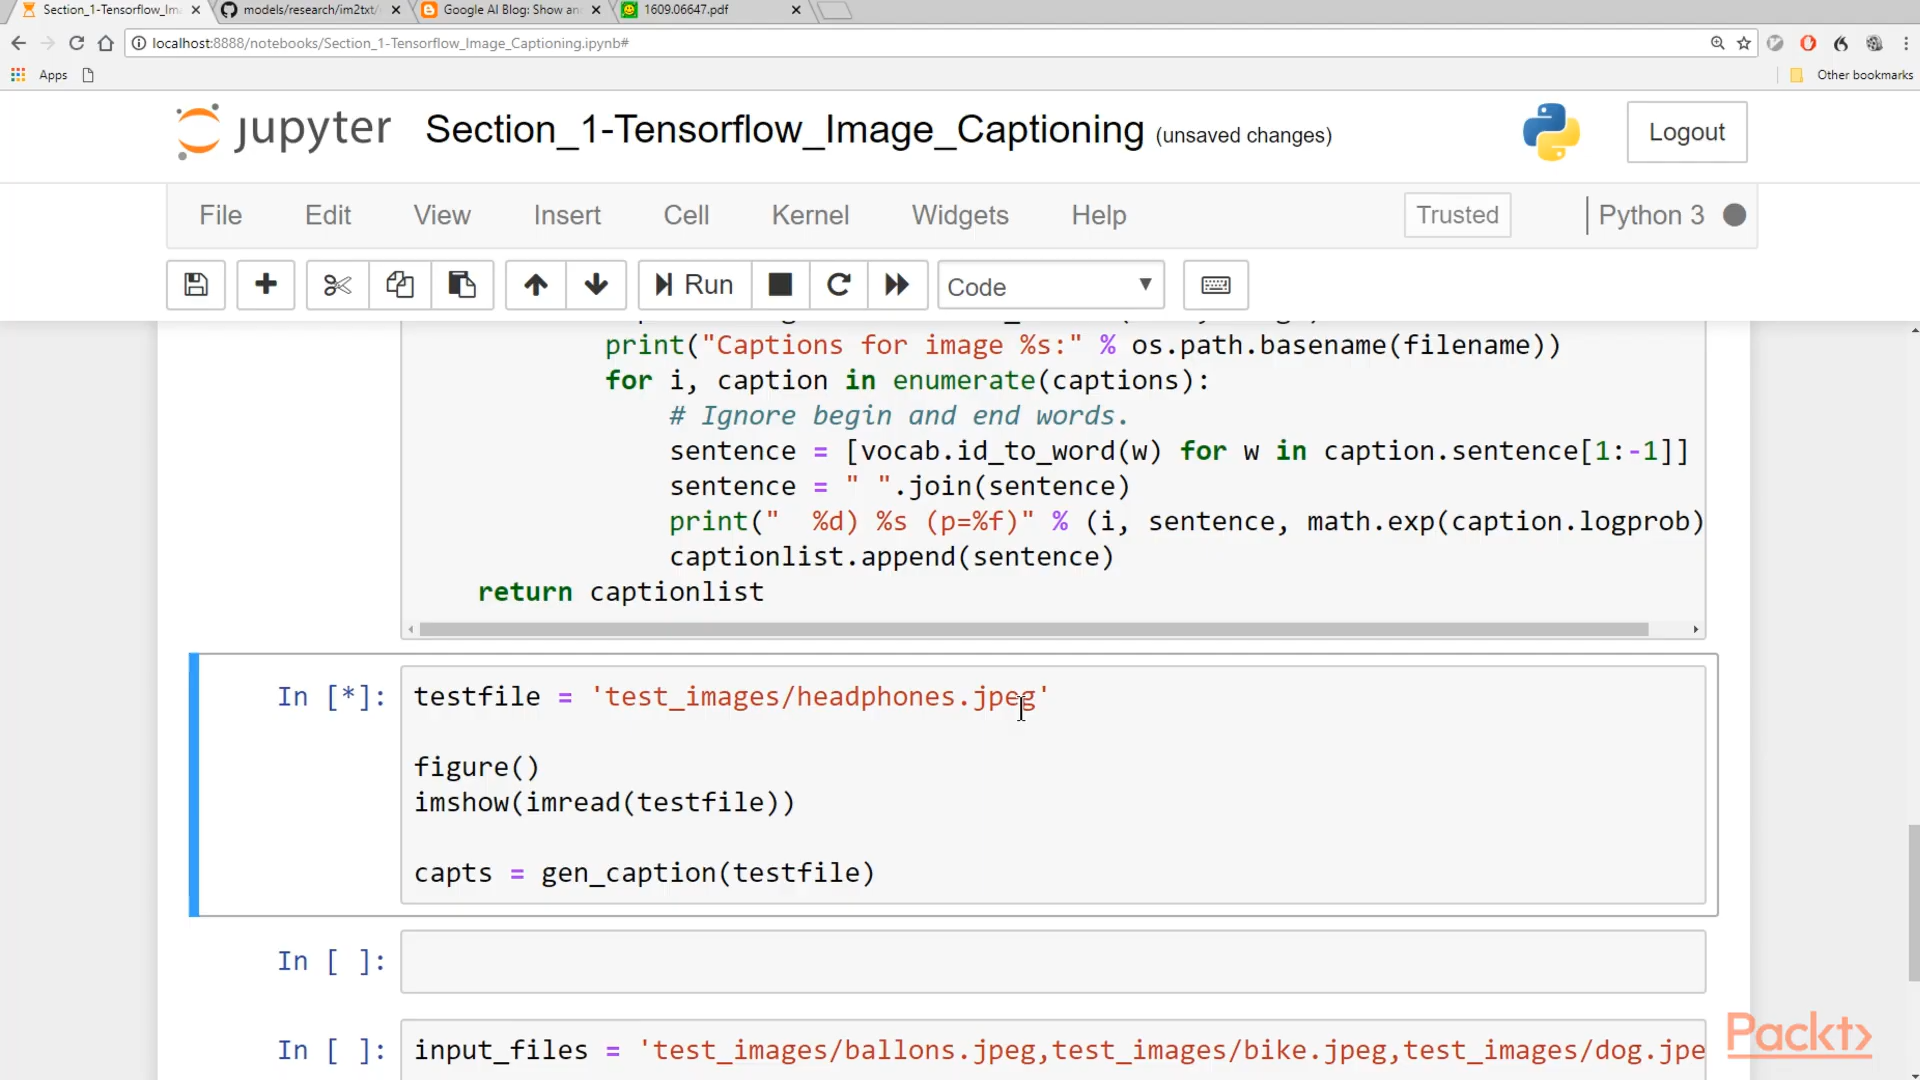 Section_1-Tensorflow_Im
models/research/im2txt/
Google AI Blog: Show an
1609.06647.pdf
localhost:8888/notebooks/Section_1-Tensorflow_Image_Captioning.ipynb#
Apps
Other bookmarks
jupyter
Section_1-Tensorflow_Image_Captioning (unsaved changes)
Logout
File
Edit
View
Insert
Cell
Kernel
Widgets
Help
Trusted
Python 3
Run
Code
print("Captions for image %s:" % os.path.basename(filename))
for i, caption in enumerate(captions):
# Ignore begin and end words.
sentence = [vocab.id_to_word(w) for w in caption.sentence[1:-1]]
sentence = " ".join(sentence)
print("  %d) %s (p=%f)" % (i, sentence, math.exp(caption.logprob)
captionlist.append(sentence)
return captionlist
In [*]:
testfile = 'test_images/headphones.jpeg'
figure()
imshow(imread(testfile))
capts = gen_caption(testfile)
In [ ]:
In [ ]:
input_files = 'test_images/ballons.jpeg,test_images/bike.jpeg,test_images/dog.jpe
Packt>